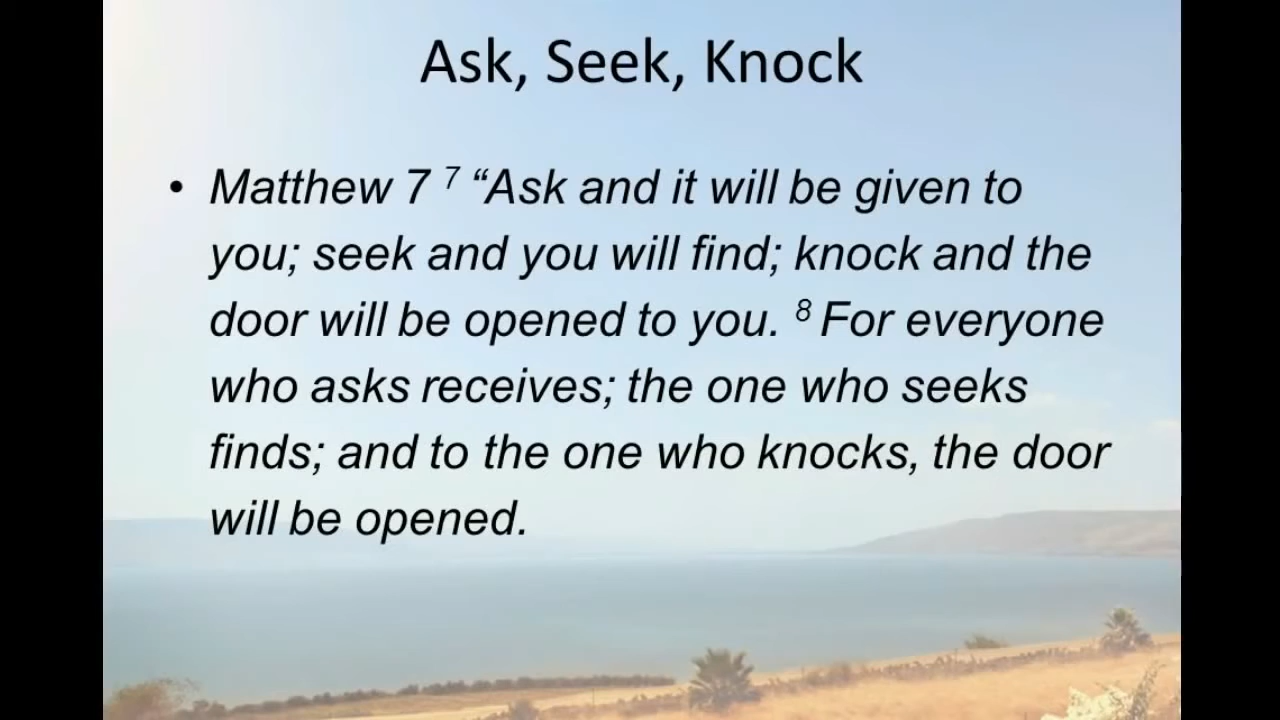 Ask, Seek, Knock
• Matthew 7 ⁷ “Ask and it will be given to
you; seek and you will find; knock and the
door will be opened to you. ⁸ For everyone
who asks receives; the one who seeks
finds; and to the one who knocks, the door
will be opened.